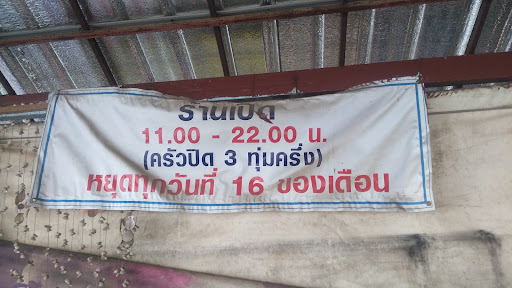 ร้านเปิด
11.00 - 22.00 น.
(ครัวปิด 3 ทุ่มครึ่ง)
หยุดทุกวันที่ 16 ของเดือน